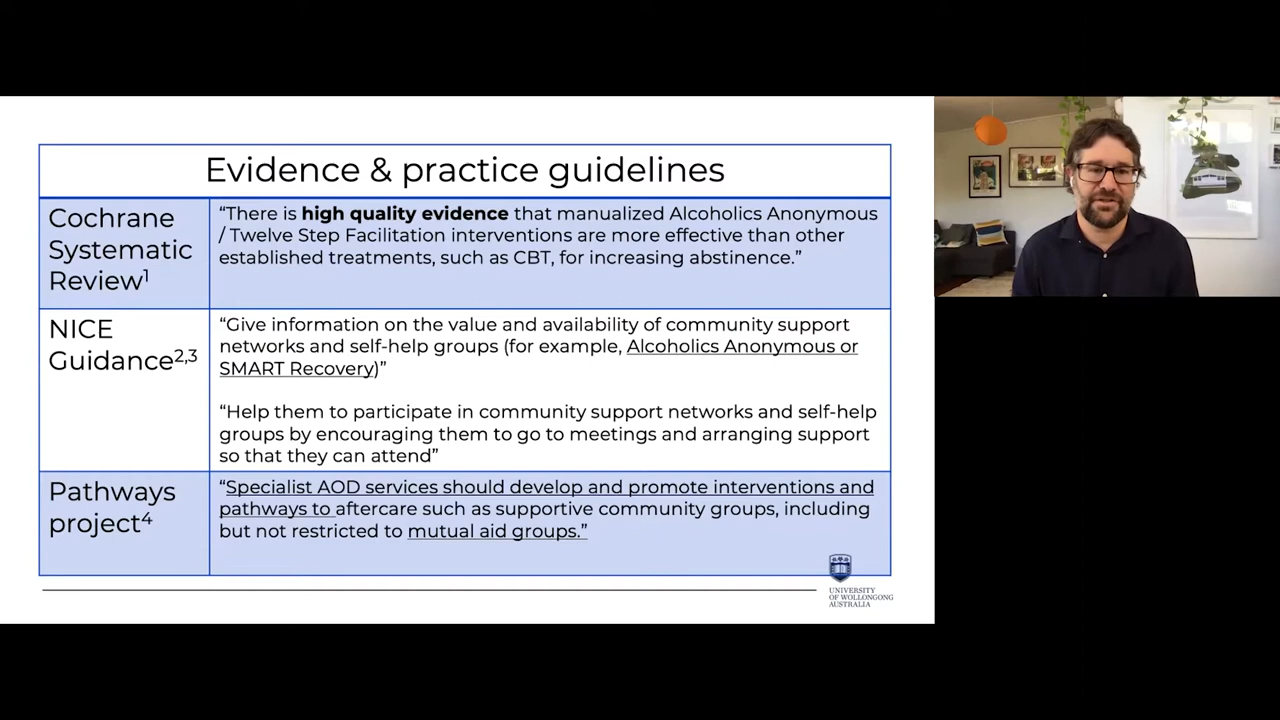 Evidence & practice guidelines
Cochrane
Systematic
Review1
“There is high quality evidence that manualized Alcoholics Anonymous
/ Twelve Step Facilitation interventions are more effective than other
established treatments, such as CBT, for increasing abstinence.”
NICE
Guidance2,3
“Give information on the value and availability of community support
networks and self-help groups (for example, Alcoholics Anonymous or
SMART Recovery)”
“Help them to participate in community support networks and self-help
groups by encouraging them to go to meetings and arranging support
so that they can attend”
Pathways
project4
“Specialist AOD services should develop and promote interventions and
pathways to aftercare such as supportive community groups, including
but not restricted to mutual aid groups.”
UNIVERSITY
OF WOLLONGONG
AUSTRALIA